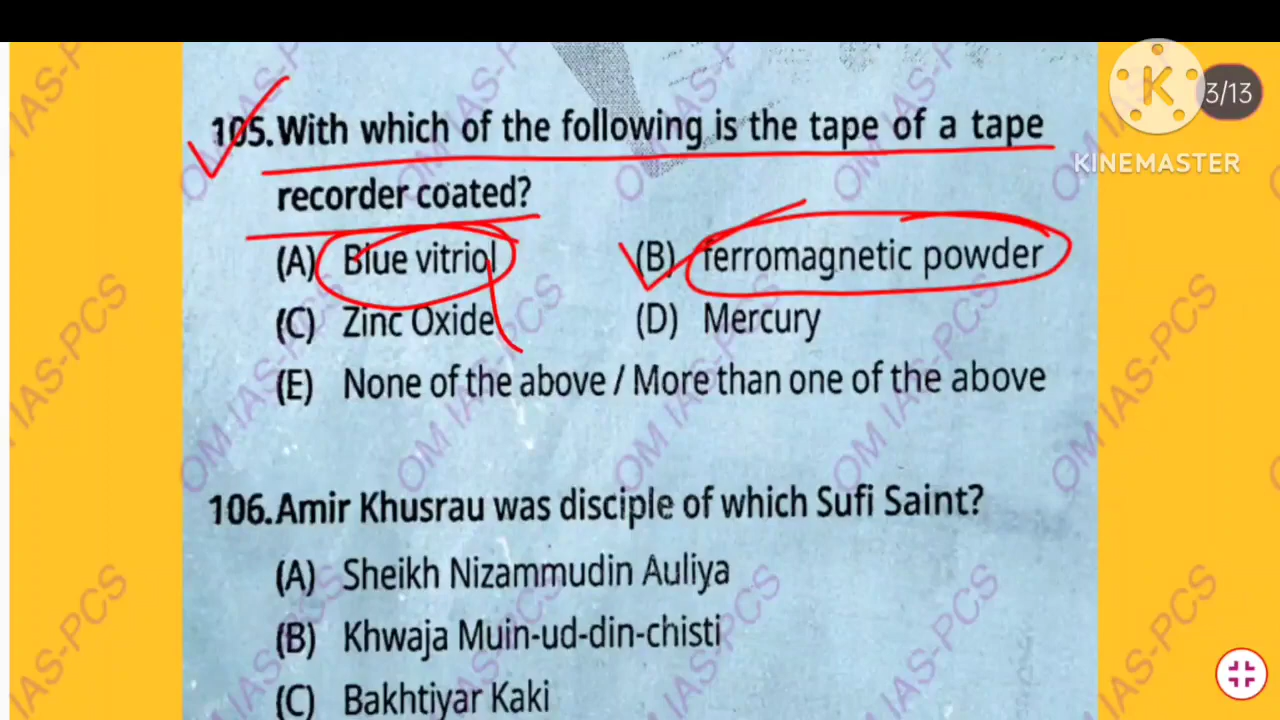 3/13
KINEMASTER
105. With which of the following is the tape of a tape
recorder coated?
(A) Blue vitriol (B) ferromagnetic powder
(C) Zinc Oxide (D) Mercury
(E) None of the above / More than one of the above
106. Amir Khusrau was disciple of which Sufi Saint?
(A) Sheikh Nizammudin Auliya
(B) Khwaja Muin-ud-din-chisti
(C) Bakhtiyar Kaki
OM IAS-PCS